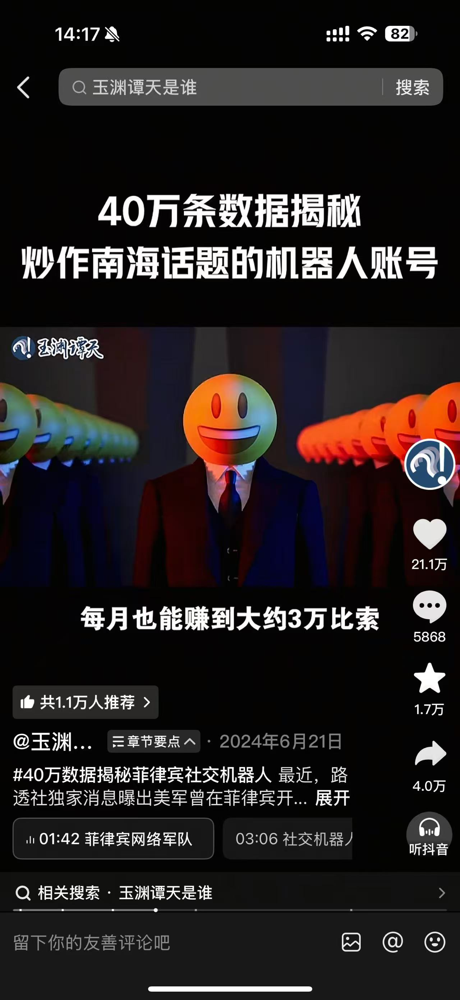 14:17
82
玉渊谭天是谁
搜索
40万条数据揭秘
炒作南海话题的机器人账号
玉渊谭天
21.1万
每月也能赚到大约3万比索
5868
共1.1万人推荐
1.7万
@玉渊... 章节要点 · 2024年6月21日
#40万数据揭秘菲律宾社交机器人 最近，路
透社独家消息曝出美军曾在菲律宾开... 展开
4.0万
01:42 菲律宾网络军队
03:06 社交机器人
听抖音
相关搜索 · 玉渊谭天是谁
留下你的友善评论吧